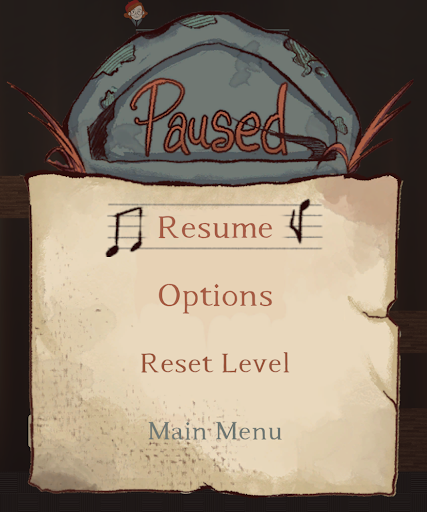 Paused
Resume
Options
Reset Level
Main Menu